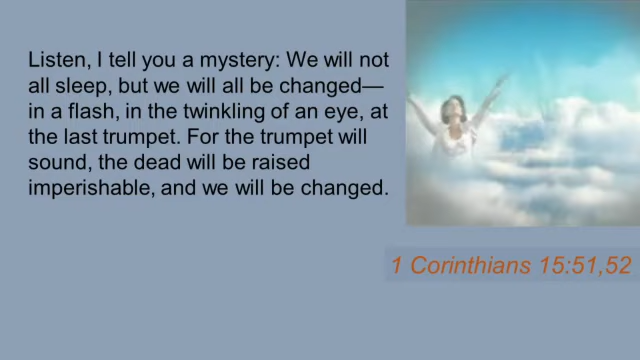 Listen, I tell you a mystery: We will not
all sleep, but we will all be changed—
in a flash, in the twinkling of an eye, at
the last trumpet. For the trumpet will
sound, the dead will be raised
imperishable, and we will be changed.
1 Corinthians 15:51,52